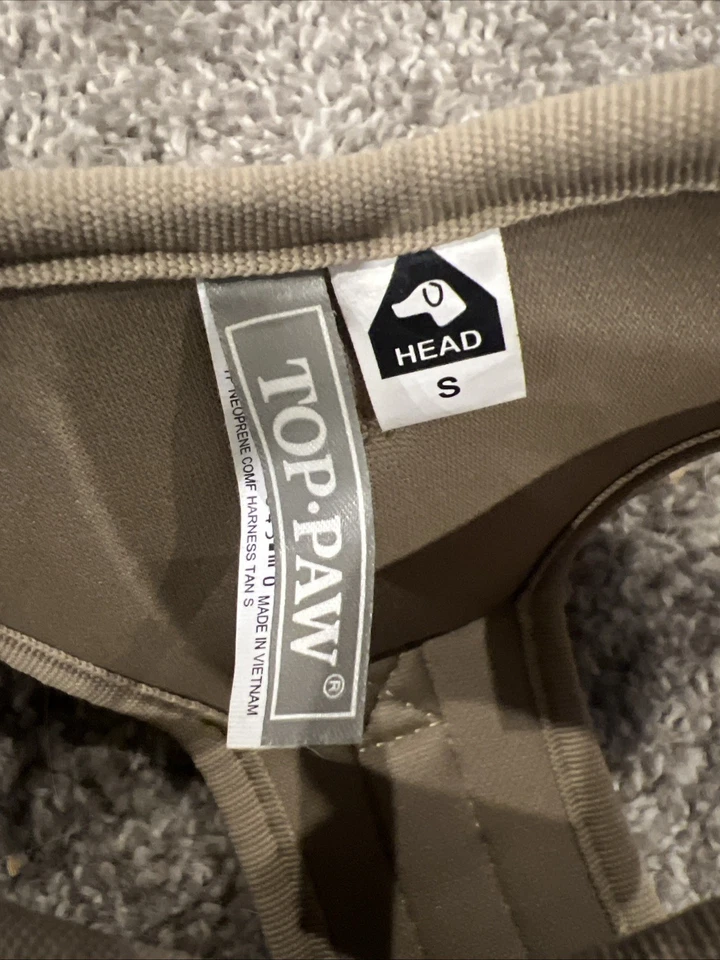 HEAD
S
TOP·PAW®
NEOPRENE COMF HARNESS TAN S
MADE IN VIETNAM